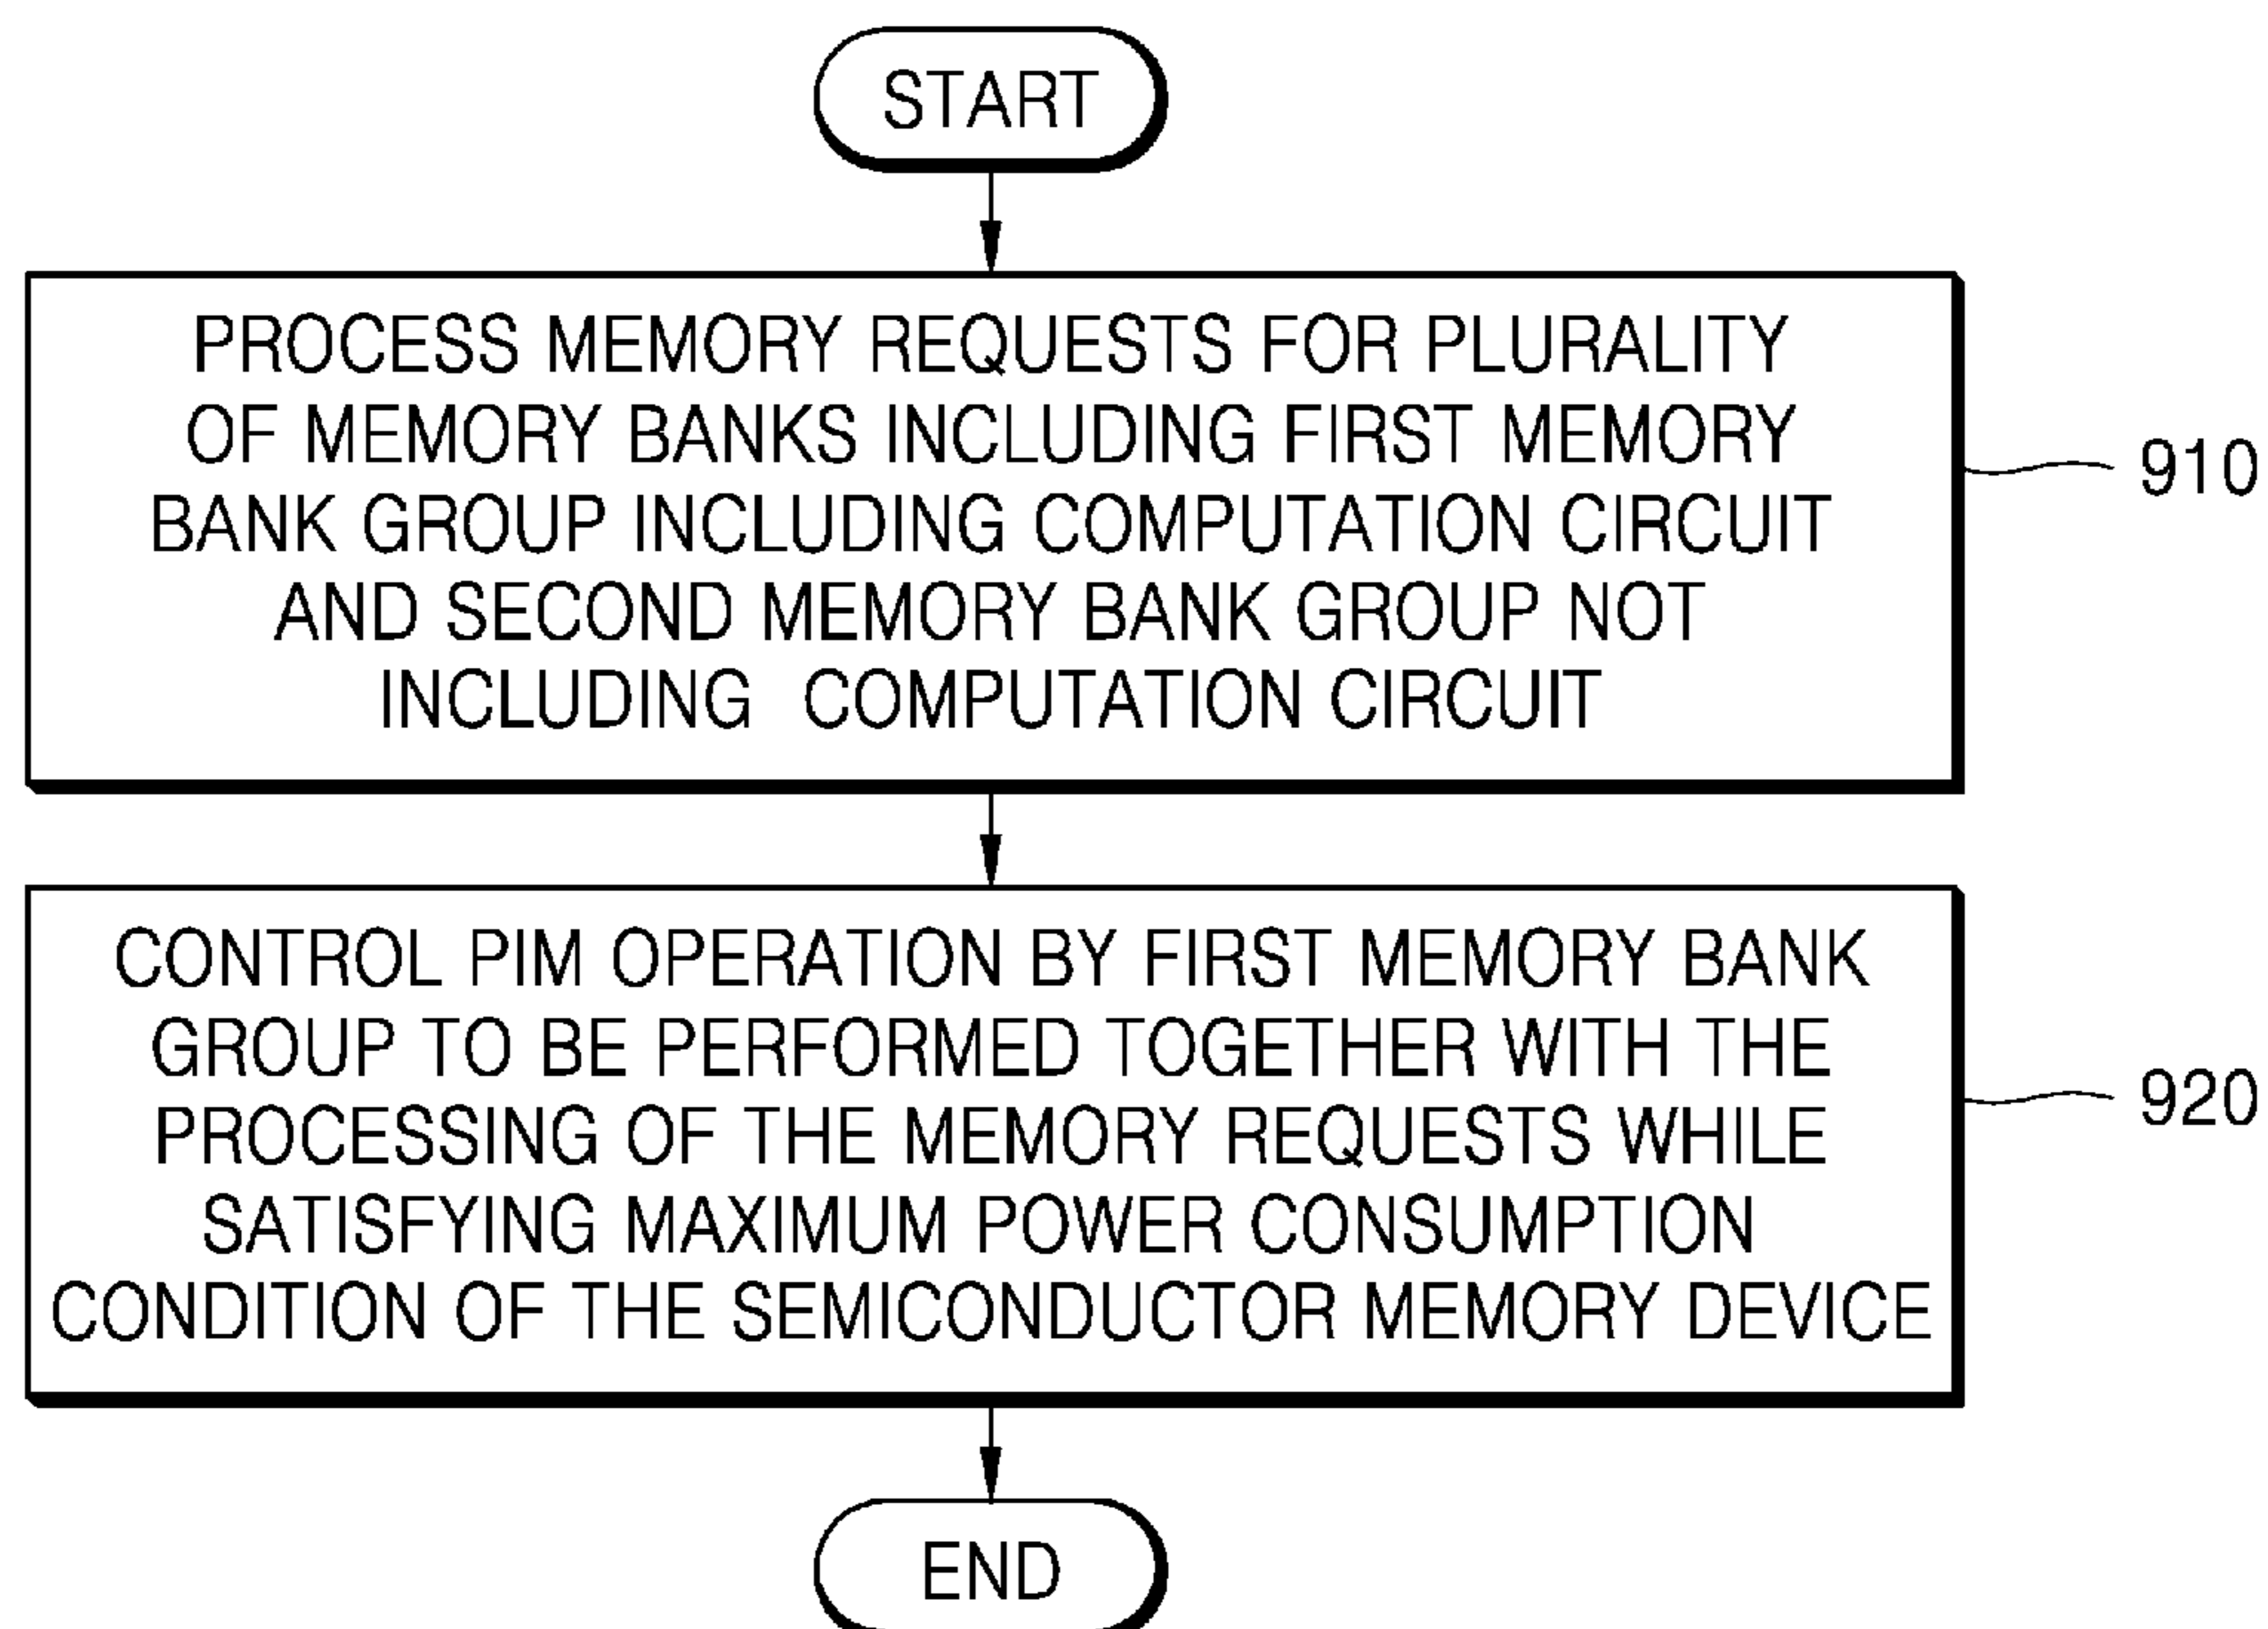 START
PROCESS MEMORY REQUESTS FOR PLURALITY
OF MEMORY BANKS INCLUDING FIRST MEMORY
BANK GROUP INCLUDING COMPUTATION CIRCUIT
AND SECOND MEMORY BANK GROUP NOT
INCLUDING COMPUTATION CIRCUIT
910
CONTROL PIM OPERATION BY FIRST MEMORY BANK
GROUP TO BE PERFORMED TOGETHER WITH THE
PROCESSING OF THE MEMORY REQUESTS WHILE
SATISFYING MAXIMUM POWER CONSUMPTION
CONDITION OF THE SEMICONDUCTOR MEMORY DEVICE
920
END